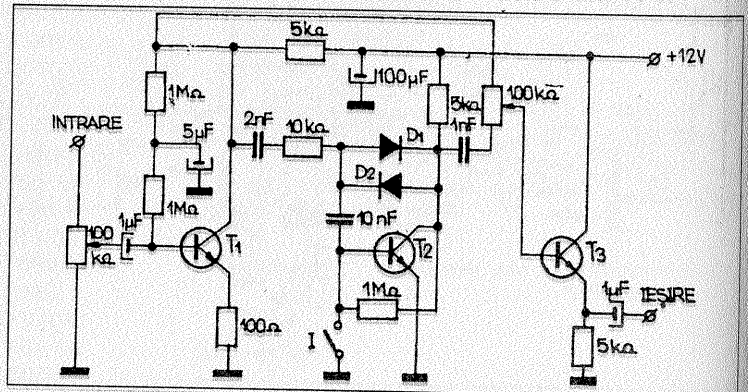 5kΩ
+12V
1MΩ
100µF
100kΩ
INTRARE
5µF
2nF
10kΩ
D1
5kΩ
1nF
D2
1MΩ
10nF
100
kΩ
1µF
T1
T2
T3
1MΩ
1µF
IEȘIRE
100Ω
I
5kΩ